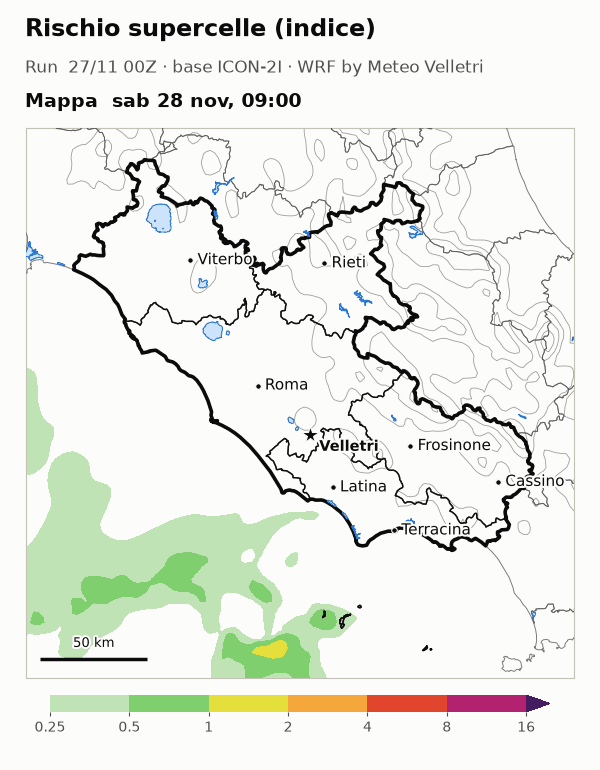 Rischio supercelle (indice)
Run  27/11 00Z · base ICON-2I · WRF by Meteo Velletri
Mappa  sab 28 nov, 09:00
Viterbo
Rieti
Roma
Velletri
Frosinone
Cassino
Latina
Terracina
50 km
0.25 0.5 1 2 4 8 16